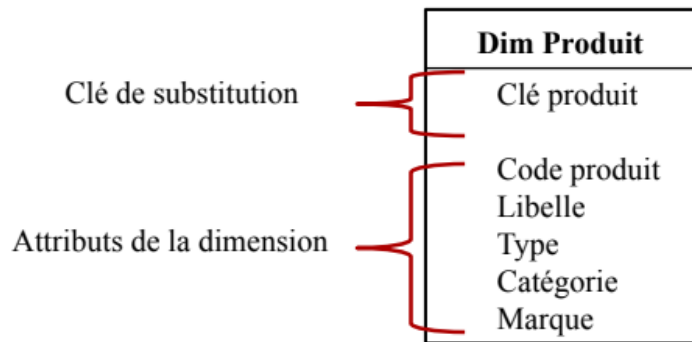 Dim Produit
Clé de substitution
Clé produit
Code produit
Libelle
Attributs de la dimension
Type
Catégorie
Marque